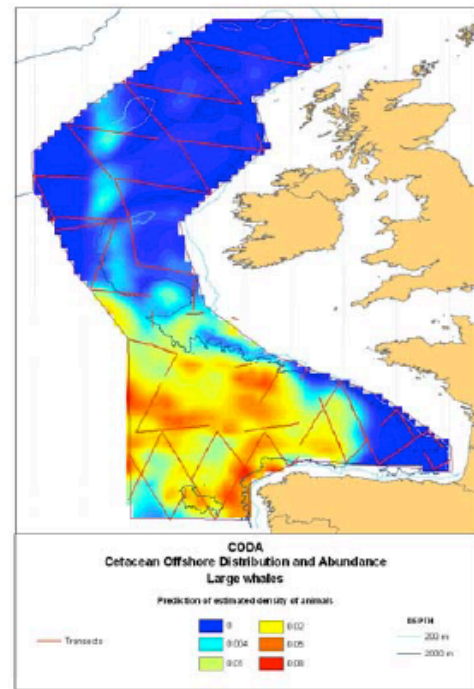 CODA
Cetacean Offshore Distribution and Abundance
Large whales
Prediction of estimated density of animals
Transects
0
0.004
0.01
0.02
0.05
0.08
DEPTH
200 m
2000 m